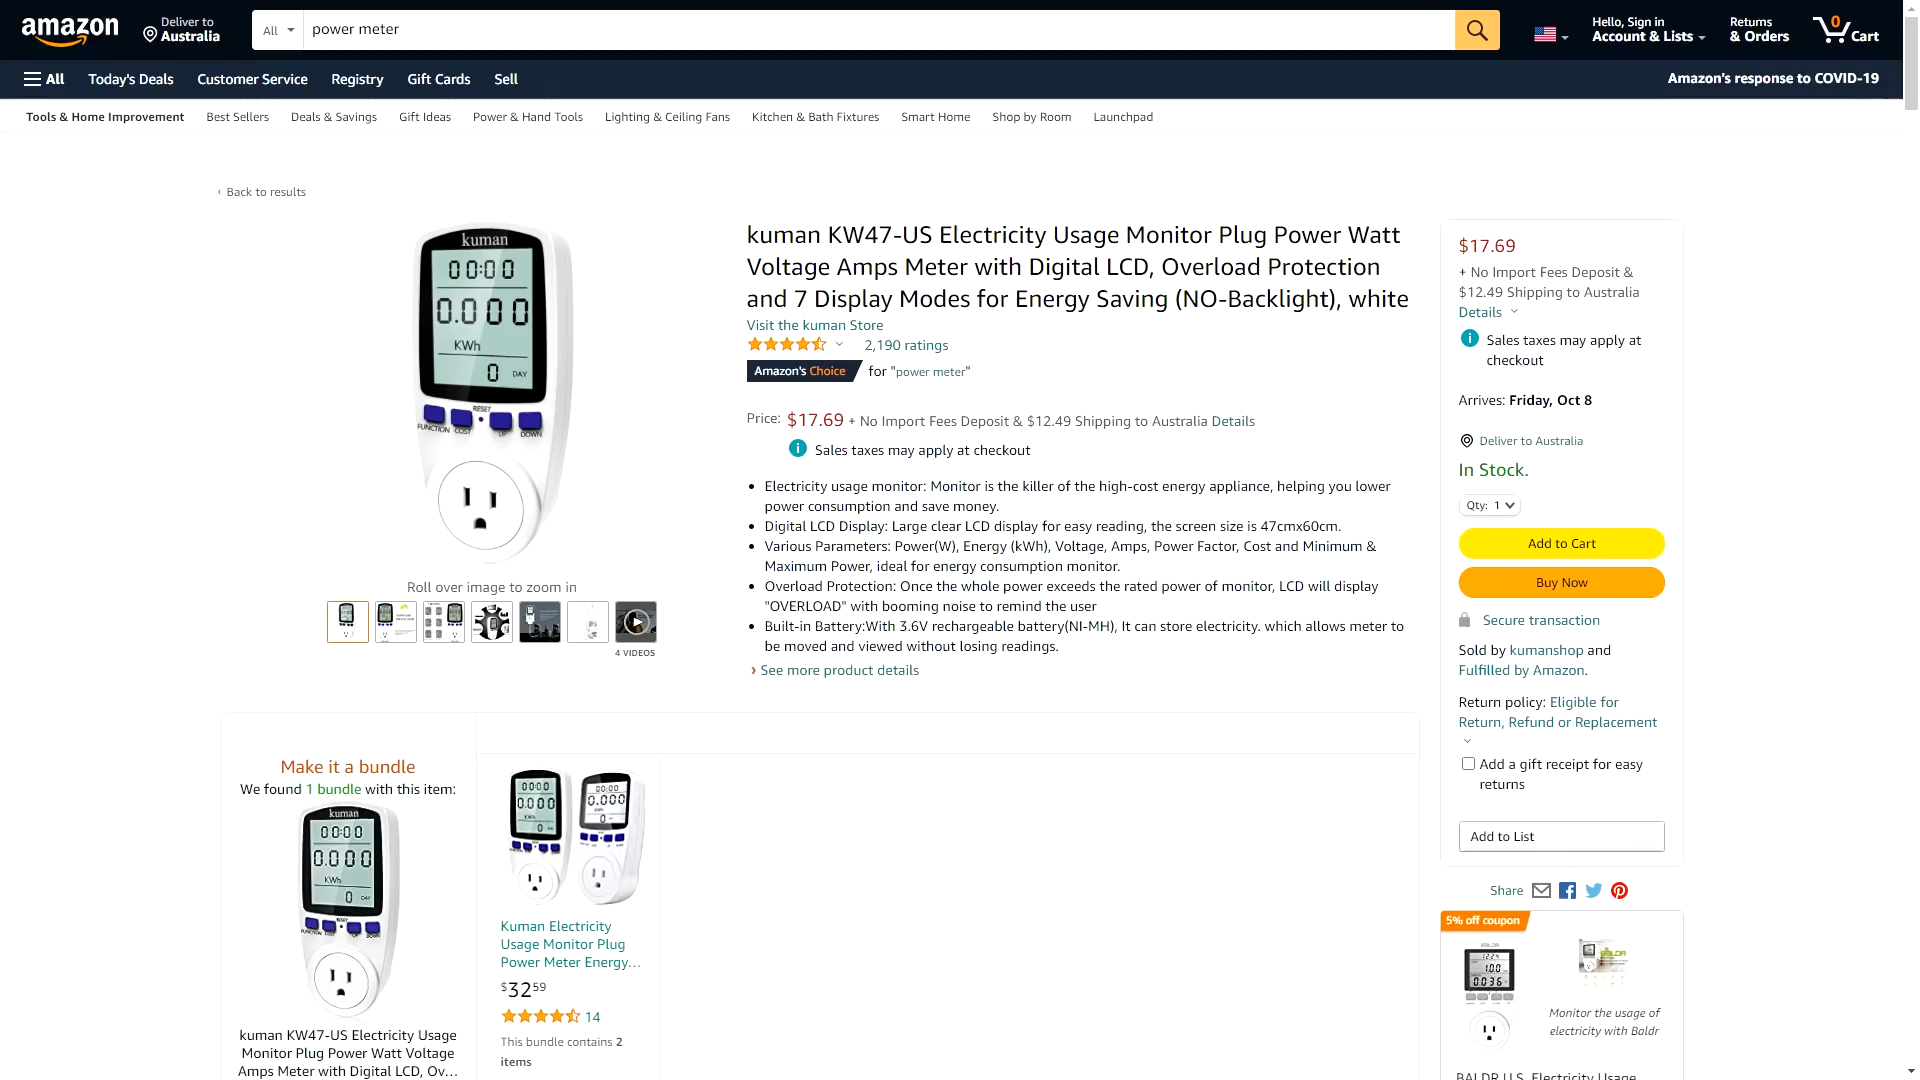 amazon
Deliver to
Australia
All
power meter
Hello, Sign in
Account & Lists
Returns
& Orders
0
Cart
All
Today's Deals
Customer Service
Registry
Gift Cards
Sell
Amazon's response to COVID-19
Tools & Home Improvement
Best Sellers
Deals & Savings
Gift Ideas
Power & Hand Tools
Lighting & Ceiling Fans
Kitchen & Bath Fixtures
Smart Home
Shop by Room
Launchpad
‹ Back to results
kuman
00:00
0.000
KWh
0 DAY
RESET
FUNCTION COST UP DOWN
Roll over image to zoom in
4 VIDEOS
kuman KW47-US Electricity Usage Monitor Plug Power Watt
Voltage Amps Meter with Digital LCD, Overload Protection
and 7 Display Modes for Energy Saving (NO-Backlight), white
Visit the kuman Store
2,190 ratings
Amazon's Choice for "power meter"
Price: $17.69 + No Import Fees Deposit & $12.49 Shipping to Australia Details
Sales taxes may apply at checkout
• Electricity usage monitor: Monitor is the killer of the high-cost energy appliance, helping you lower
power consumption and save money.
• Digital LCD Display: Large clear LCD display for easy reading, the screen size is 47cmx60cm.
• Various Parameters: Power(W), Energy (kWh), Voltage, Amps, Power Factor, Cost and Minimum &
Maximum Power, ideal for energy consumption monitor.
• Overload Protection: Once the whole power exceeds the rated power of monitor, LCD will display
"OVERLOAD" with booming noise to remind the user
• Built-in Battery:With 3.6V rechargeable battery(NI-MH), It can store electricity. which allows meter to
be moved and viewed without losing readings.
› See more product details
$17.69
+ No Import Fees Deposit &
$12.49 Shipping to Australia
Details
Sales taxes may apply at
checkout
Arrives: Friday, Oct 8
Deliver to Australia
In Stock.
Qty: 1
Add to Cart
Buy Now
Secure transaction
Sold by kumanshop and
Fulfilled by Amazon.
Return policy: Eligible for
Return, Refund or Replacement
Add a gift receipt for easy
returns
Add to List
Share
Make it a bundle
We found 1 bundle with this item:
kuman
00:00
0.000
KWh
0 DAY
RESET
FUNCTION COST UP DOWN
kuman KW47-US Electricity Usage
Monitor Plug Power Watt Voltage
Amps Meter with Digital LCD, Ov...
00:00
0.000
0
00:00
0.000
Kuman Electricity
Usage Monitor Plug
Power Meter Energy...
$32 59
14
This bundle contains 2
items
5% off coupon
BALDR
Monitor the usage of
electricity with Baldr
BALDR U.S. Electricity Usage